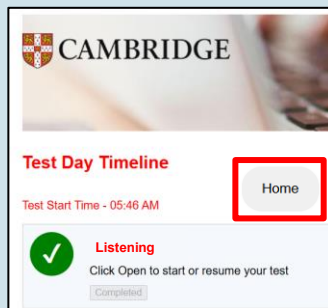 CAMBRIDGE
Test Day Timeline
Home
Test Start Time - 05:46 AM
Listening
Click Open to start or resume your test
Completed